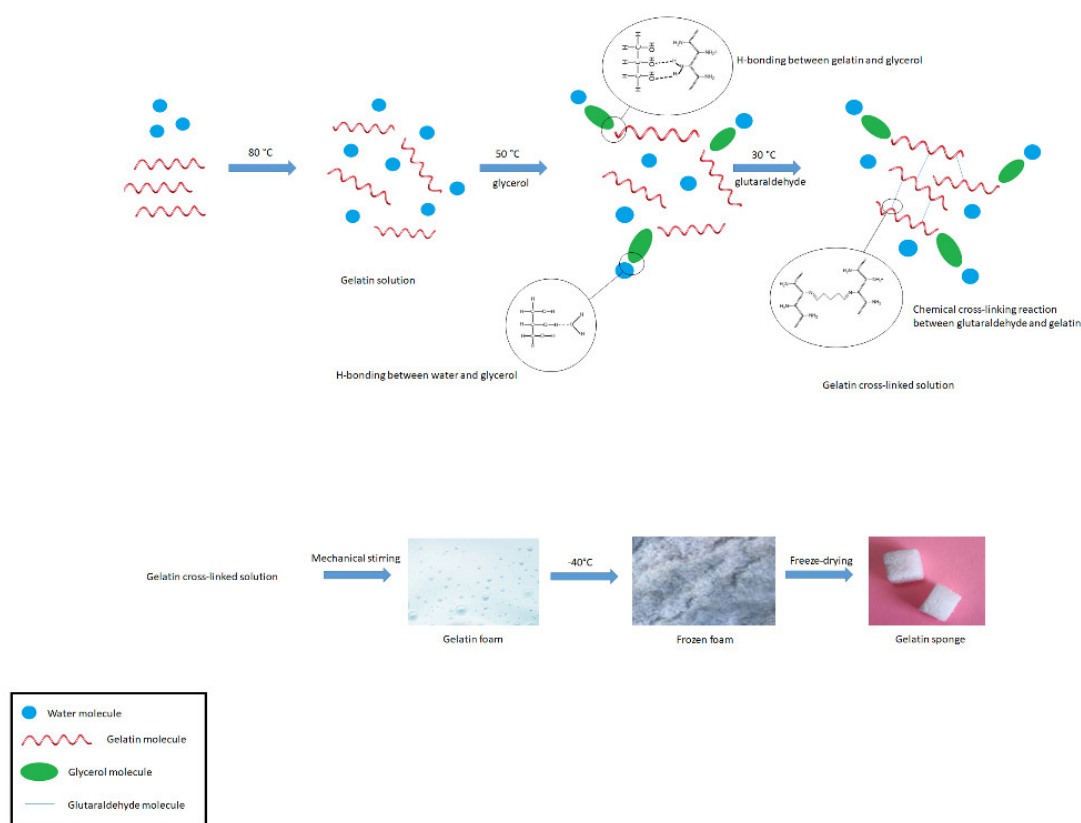 H-bonding between gelatin and glycerol
80 °C
50 °C
glycerol
30 °C
glutaraldehyde
Gelatin solution
Chemical cross-linking reaction
between glutaraldehyde and gelatin
H-bonding between water and glycerol
Gelatin cross-linked solution
Mechanical stirring
-40°C
Freeze-drying
Gelatin cross-linked solution
Gelatin foam
Frozen foam
Gelatin sponge
Water molecule
Gelatin molecule
Glycerol molecule
Glutaraldehyde molecule